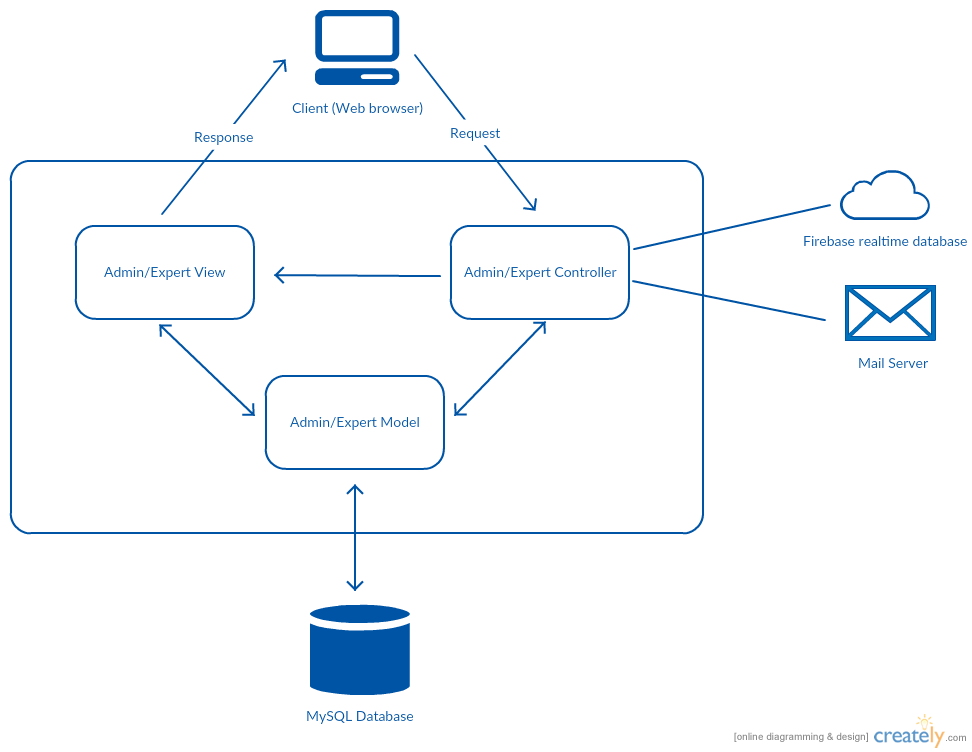 Client (Web browser)
Response
Request
Firebase realtime database
Admin/Expert View
Admin/Expert Controller
Mail Server
Admin/Expert Model
MySQL Database
[online diagramming & design] creately.com